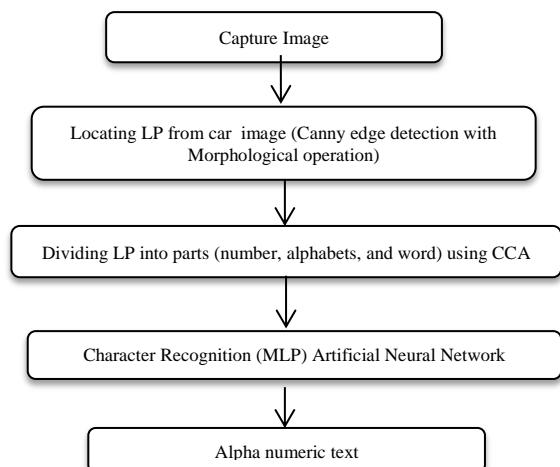 Capture Image
Locating LP from car image (Canny edge detection with
Morphological operation)
Dividing LP into parts (number, alphabets, and word) using CCA
Character Recognition (MLP) Artificial Neural Network
Alpha numeric text